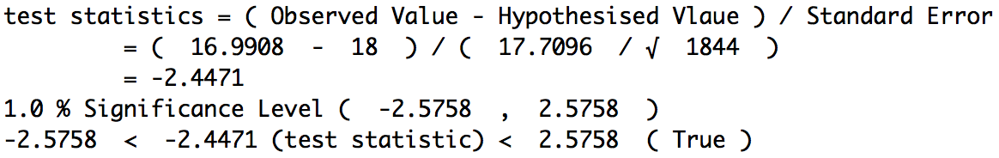 test statistics = ( Observed Value - Hypothesised Vlaue ) / Standard Error
= ( 16.9908 - 18 ) / ( 17.7096 / √ 1844 )
= -2.4471
1.0 % Significance Level ( -2.5758 , 2.5758 )
-2.5758 < -2.4471 (test statistic) < 2.5758 ( True )